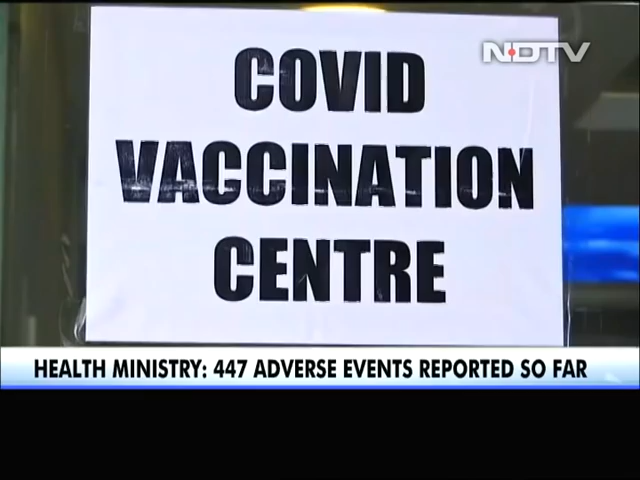 NDTV
COVID
VACCINATION
CENTRE
HEALTH MINISTRY: 447 ADVERSE EVENTS REPORTED SO FAR